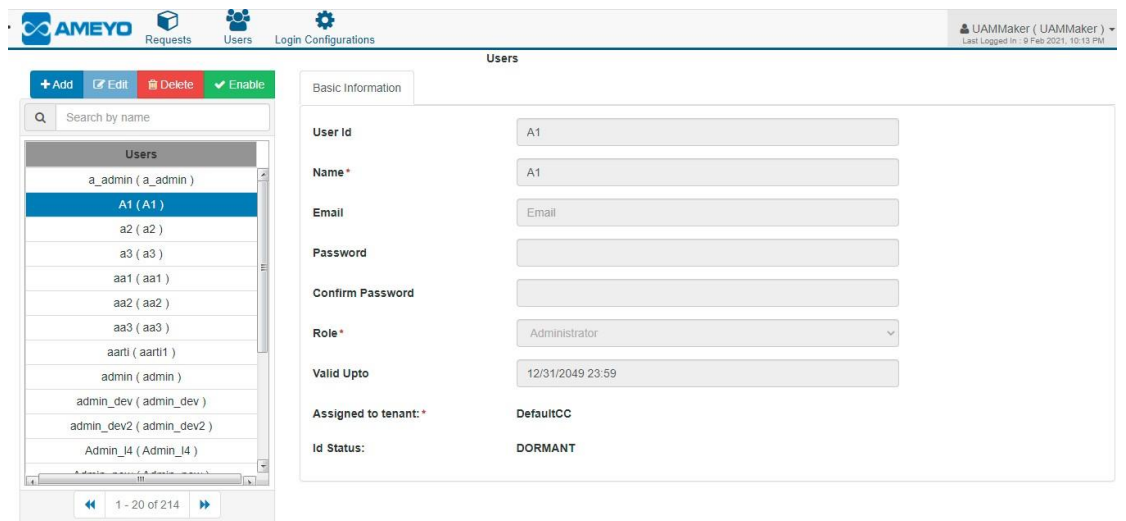 AMEYO
Requests
Users
Login Configurations
UAMMaker ( UAMMaker )
Last Logged In : 9 Feb 2021, 10:13 PM
Users
+Add
Edit
Delete
Enable
Search by name
Users
a_admin ( a_admin )
A1 ( A1 )
a2 ( a2 )
a3 ( a3 )
aa1 ( aa1 )
aa2 ( aa2 )
aa3 ( aa3 )
aarti ( aarti1 )
admin ( admin )
admin_dev ( admin_dev )
admin_dev2 ( admin_dev2 )
Admin_l4 ( Admin_l4 )
1 - 20 of 214
Basic Information
User Id
A1
Name*
A1
Email
Email
Password
Confirm Password
Role*
Administrator
Valid Upto
12/31/2049 23:59
Assigned to tenant:*
DefaultCC
Id Status:
DORMANT